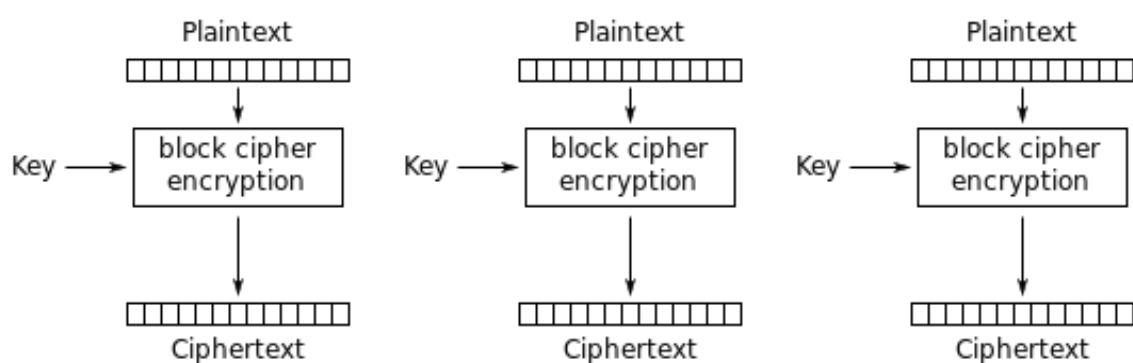 Plaintext
Plaintext
Plaintext
Key
block cipher
encryption
Key
block cipher
encryption
Key
block cipher
encryption
Ciphertext
Ciphertext
Ciphertext